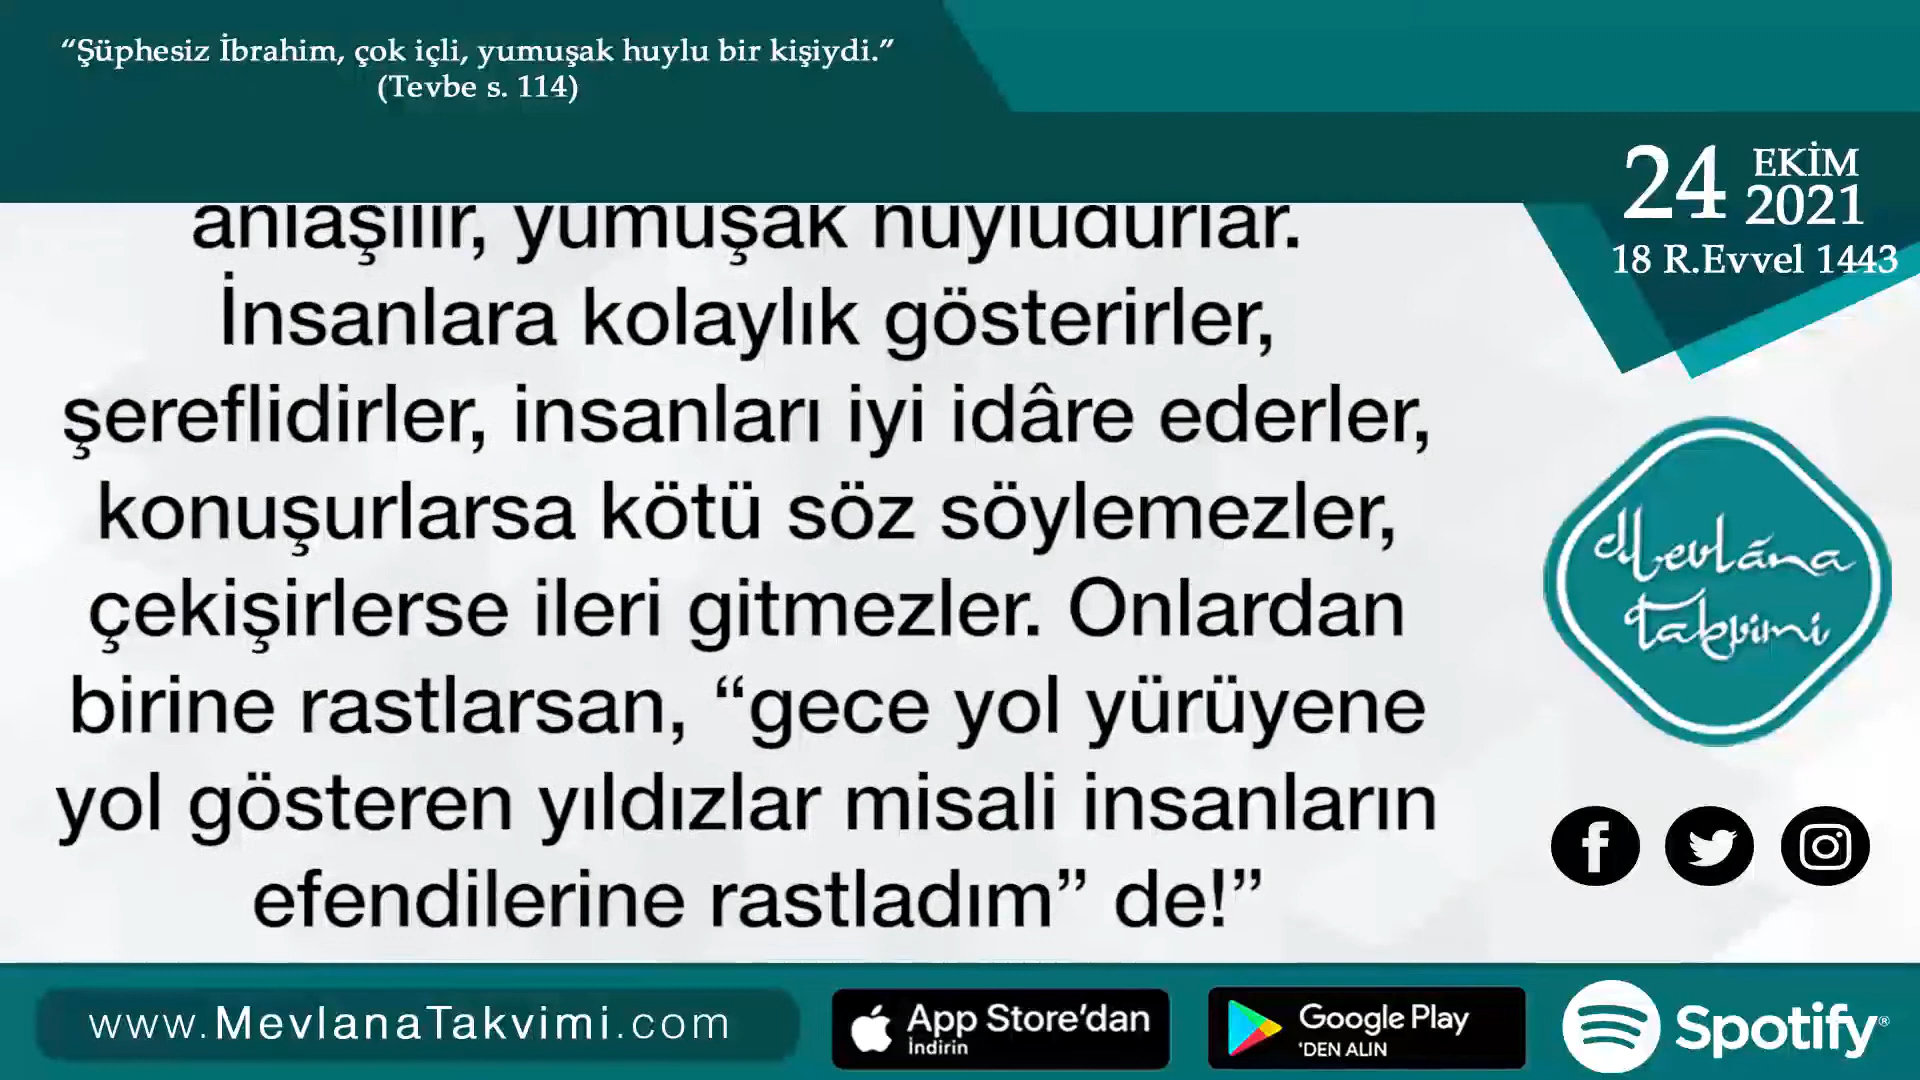 “Şüphesiz İbrahim, çok içli, yumuşak huylu bir kişiydi.”
(Tevbe s. 114)
24 EKİM 2021
18 R.Evvel 1443
anlaşılır, yumuşak huyludurlar.
İnsanlara kolaylık gösterirler,
şereflidirler, insanları iyi idâre ederler,
konuşurlarsa kötü söz söylemezler,
çekişirlerse ileri gitmezler. Onlardan
birine rastlarsan, “gece yol yürüyene
yol gösteren yıldızlar misali insanların
efendilerine rastladım” de!”
Mevlâna
Takvimi
www.MevlanaTakvimi.com
App Store’dan
İndirin
Google Play
‘DEN ALIN
Spotify®